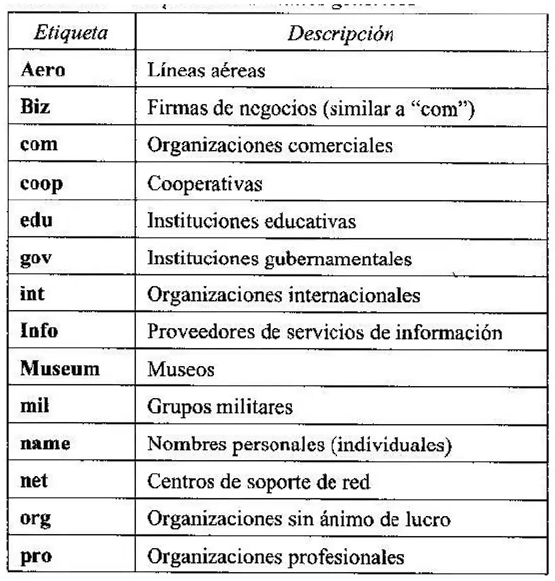 Etiqueta Descripción
Aero Líneas aéreas
Biz Firmas de negocios (similar a “com”)
com Organizaciones comerciales
coop Cooperativas
edu Instituciones educativas
gov Instituciones gubernamentales
int Organizaciones internacionales
Info Proveedores de servicios de información
Museum Museos
mil Grupos militares
name Nombres personales (individuales)
net Centros de soporte de red
org Organizaciones sin ánimo de lucro
pro Organizaciones profesionales